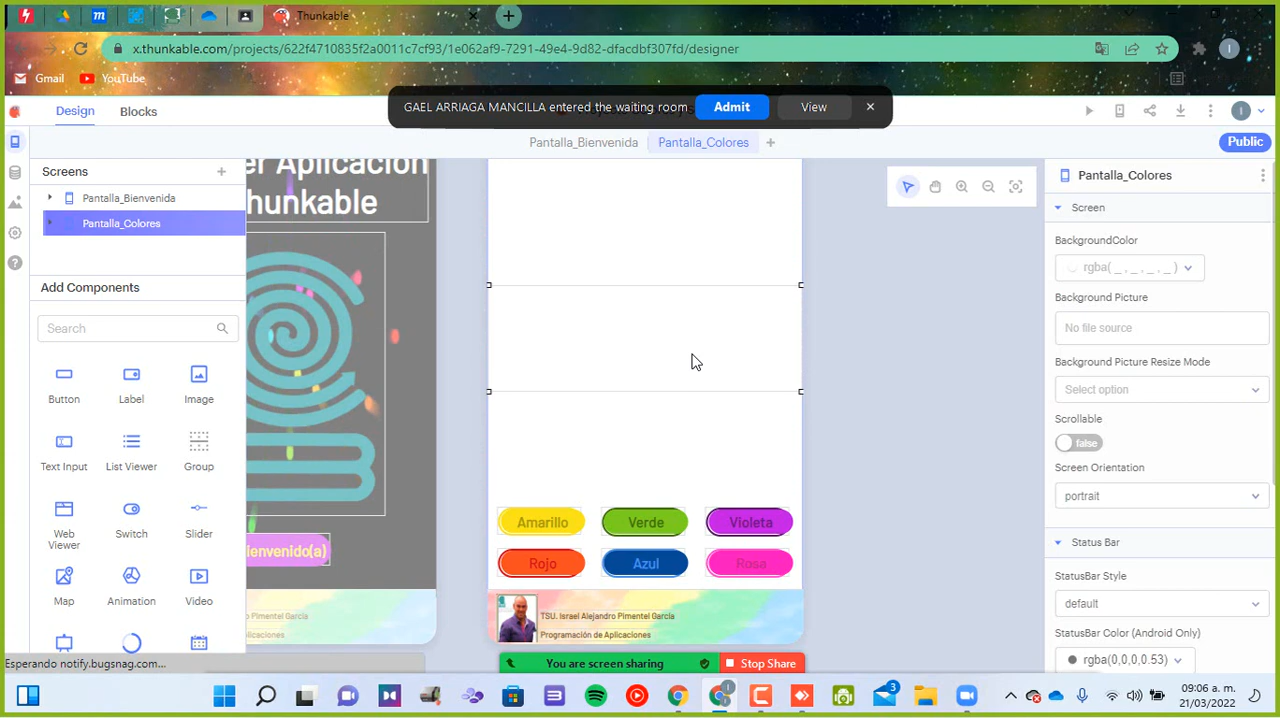 Thunkable
x.thunkable.com/projects/622f4710835f2a0011c7cf93/1e062af9-7291-49e4-9d82-dfacdbf307fd/designer
Gmail YouTube
GAEL ARRIAGA MANCILLA entered the waiting room Admit View
Design Blocks
Pantalla_Bienvenida Pantalla_Colores
Public
Screens
Pantalla_Bienvenida
Pantalla_Colores
Add Components
Search
Button Label Image
Text Input List Viewer Group
Web Viewer Switch Slider
Map Animation Video
Esperando notify.bugsnag.com...
er Aplicación
hunkable
ienvenido(a)
Pimentel García
Aplicaciones
Amarillo Verde Violeta
Rojo Azul Rosa
TSU. Israel Alejandro Pimentel García
Programación de Aplicaciones
You are screen sharing Stop Share
Pantalla_Colores
Screen
BackgroundColor
rgba( _ , _ , _ , _ )
Background Picture
No file source
Background Picture Resize Mode
Select option
Scrollable
false
Screen Orientation
portrait
Status Bar
StatusBar Style
default
StatusBar Color (Android Only)
rgba(0,0,0,0.53)
3
09:06 a. m.
21/03/2022